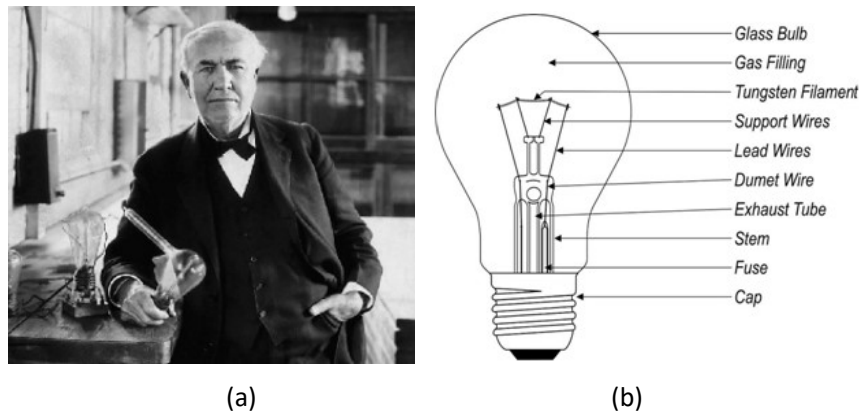 Glass Bulb
Gas Filling
Tungsten Filament
Support Wires
Lead Wires
Dumet Wire
Exhaust Tube
Stem
Fuse
Cap
(a)
(b)